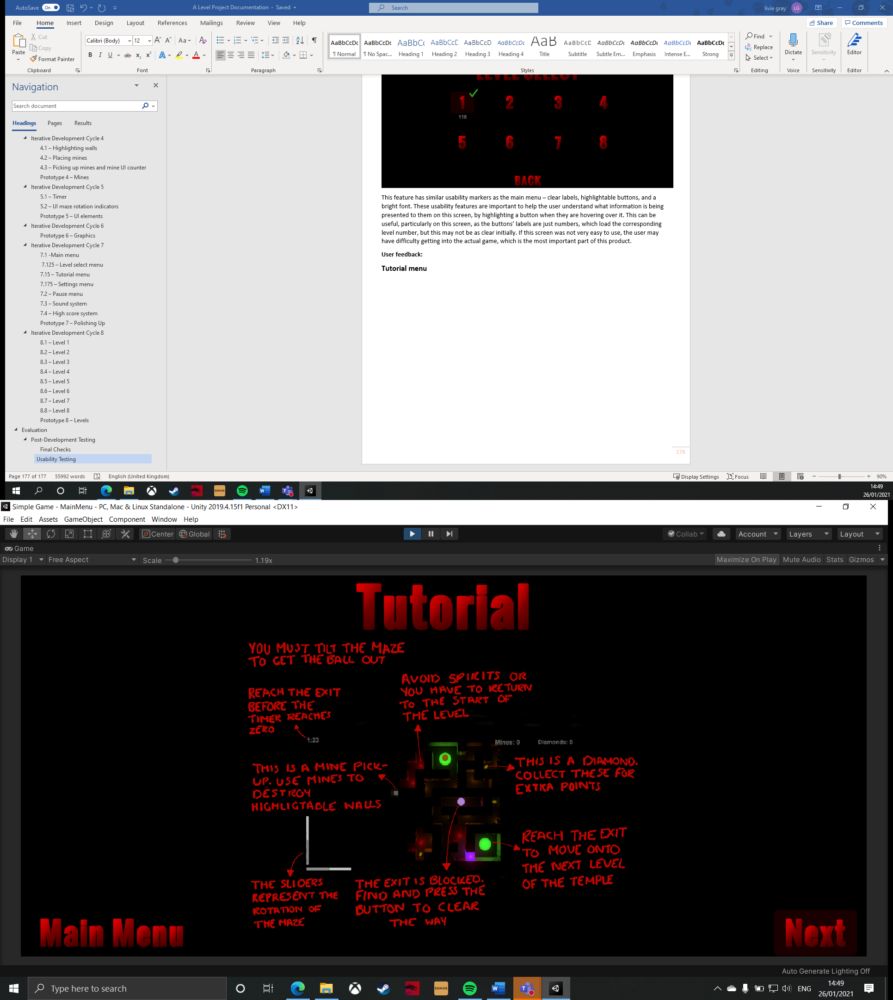 AutoSave On
A Level Project Documentation - Saved
Search
livie gray LG
File Home Insert Design Layout References Mailings Review View Help
Share Comments
Paste
Cut
Copy
Format Painter
Clipboard
Calibri (Body) 12
Font
Paragraph
AaBbCcDc AaBbCcDc AaBbC( AaBbCcD AaBbCcD AaBbCcDc AaB AaBbCcD AaBbCcDc AaBbCcDc AaBbCcDc AaBbCcDc
¶ Normal ¶ No Spac... Heading 1 Heading 2 Heading 3 Heading 4 Title Subtitle Subtle Em... Emphasis Intense E... Strong
Styles
Find
Replace
Select
Editing
Dictate
Voice
Sensitivity
Sensitivity
Editor
Editor
Navigation
Search document
Headings Pages Results
Iterative Development Cycle 4
4.1 – Highlighting walls
4.2 – Placing mines
4.3 – Picking up mines and mine UI counter
Prototype 4 – Mines
Iterative Development Cycle 5
5.1 – Timer
5.2 – UI maze rotation indicators
Prototype 5 – UI elements
Iterative Development Cycle 6
Prototype 6 – Graphics
Iterative Development Cycle 7
7.1 -Main menu
7.125 – Level select menu
7.15 – Tutorial menu
7.175 – Settings menu
7.2 – Pause menu
7.3 – Sound system
7.4 – High score system
Prototype 7 – Polishing Up
Iterative Development Cycle 8
8.1 – Level 1
8.2 – Level 2
8.3 – Level 3
8.4 – Level 4
8.5 – Level 5
8.6 – Level 6
8.7 – Level 7
8.8 – Level 8
Prototype 8 – Levels
Evaluation
Post-Development Testing
Final Checks
Usability Testing
LEVEL SELECT
1 2 3 4
118
5 6 7 8
BACK
This feature has similar usability markers as the main menu – clear labels, highlightable buttons, and a
bright font. These usability features are important to help the user understand what information is being
presented to them on this screen, by highlighting a button when they are hovering over it. This can be
useful, particularly on this screen, as the buttons’ labels are just numbers, which load the corresponding
level number, but this may not be as clear initially. If this screen was not very easy to use, the user may
have difficulty getting into the actual game, which is the most important part of this product.
User feedback:
Tutorial menu
176
Page 177 of 177 55992 words English (United Kingdom)
Display Settings Focus 90%
SONOS
14:49
26/01/2021
Simple Game - MainMenu - PC, Mac & Linux Standalone - Unity 2019.4.15f1 Personal <DX11>
File Edit Assets GameObject Component Window Help
Center Global
Collab Account Layers Layout
Game
Display 1 Free Aspect Scale 1.19x
Maximize On Play Mute Audio Stats Gizmos
Tutorial
YOU MUST TILT THE MAZE
TO GET THE BALL OUT
REACH THE EXIT
BEFORE THE
TIMER REACHES
ZERO
1:23
AVOID SPIRITS OR
YOU HAVE TO RETURN
TO THE START OF
THE LEVEL
Mines: 0 Diamonds: 0
THIS IS A MINE PICK-
UP. USE MINES TO
DESTROY
HIGHLIGTABLE WALLS
THIS IS A DIAMOND.
COLLECT THESE FOR
EXTRA POINTS
REACH THE EXIT
TO MOVE ONTO
THE NEXT LEVEL
OF THE TEMPLE
THE SLIDERS
REPRESENT THE
ROTATION OF
THE MAZE
THE EXIT IS BLOCKED.
FIND AND PRESS THE
BUTTON TO CLEAR
THE WAY
Main Menu
Next
Auto Generate Lighting Off
Type here to search
SONOS
ENG
14:49
26/01/2021